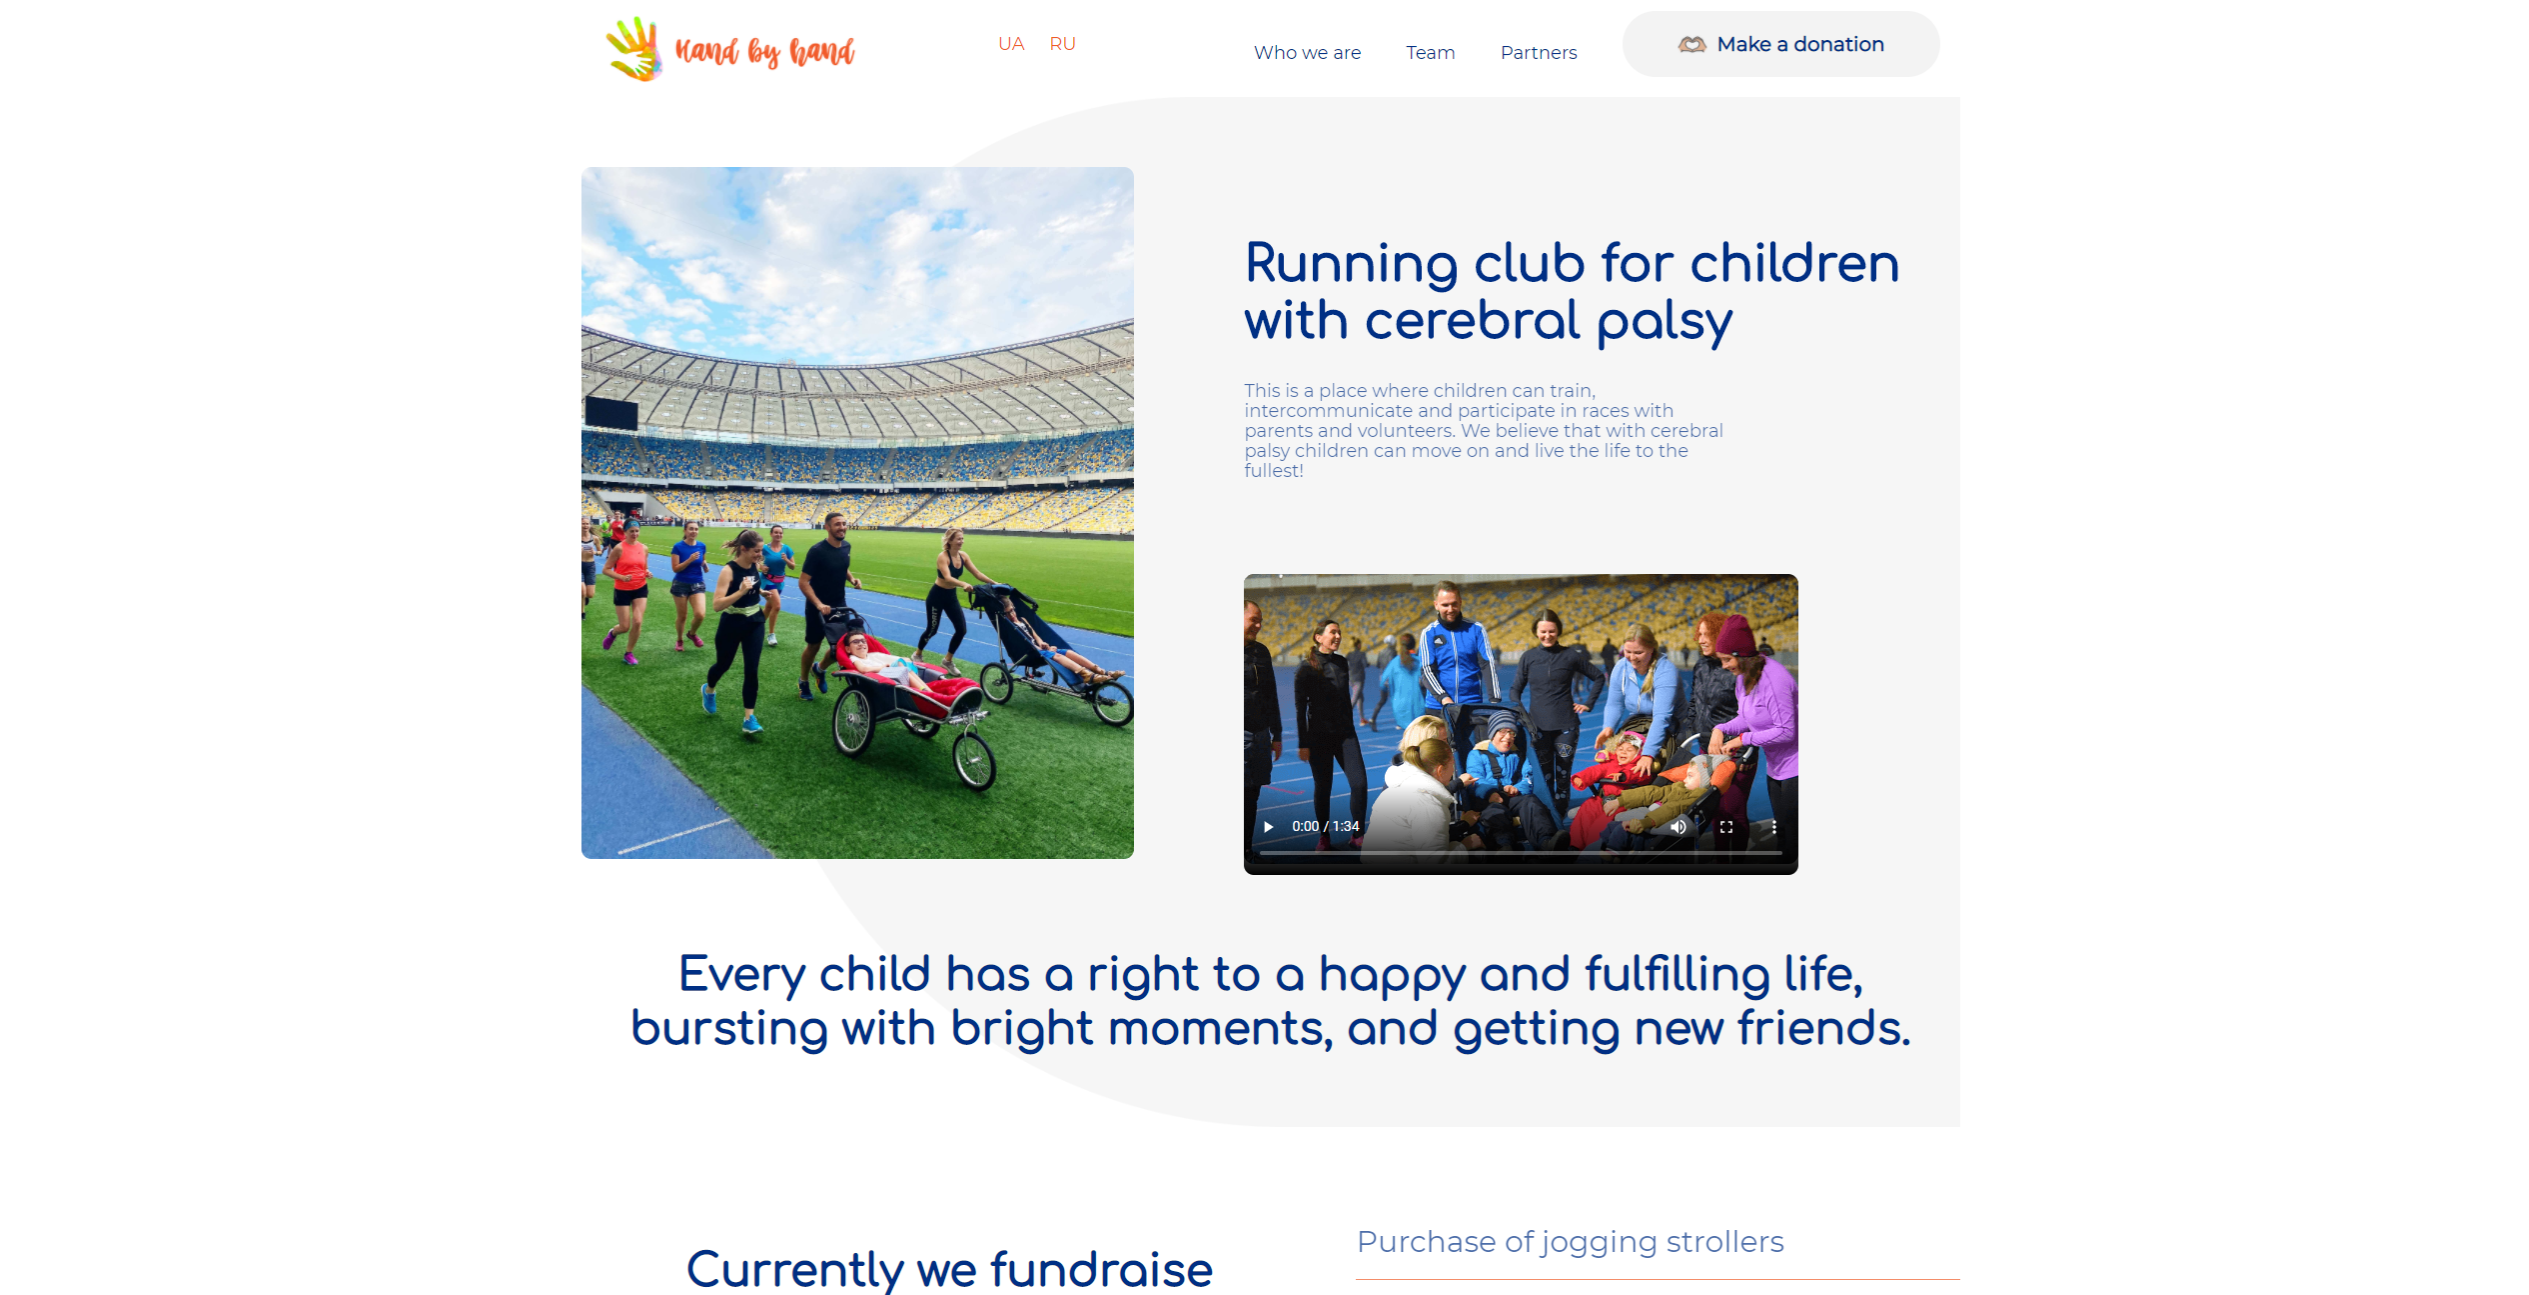 Hand by hand
UA RU
Who we are Team Partners Make a donation
Running club for children
with cerebral palsy
This is a place where children can train,
intercommunicate and participate in races with
parents and volunteers. We believe that with cerebral
palsy children can move on and live the life to the
fullest!
0:00 / 1:34
Every child has a right to a happy and fulfilling life,
bursting with bright moments, and getting new friends.
Currently we fundraise
Purchase of jogging strollers